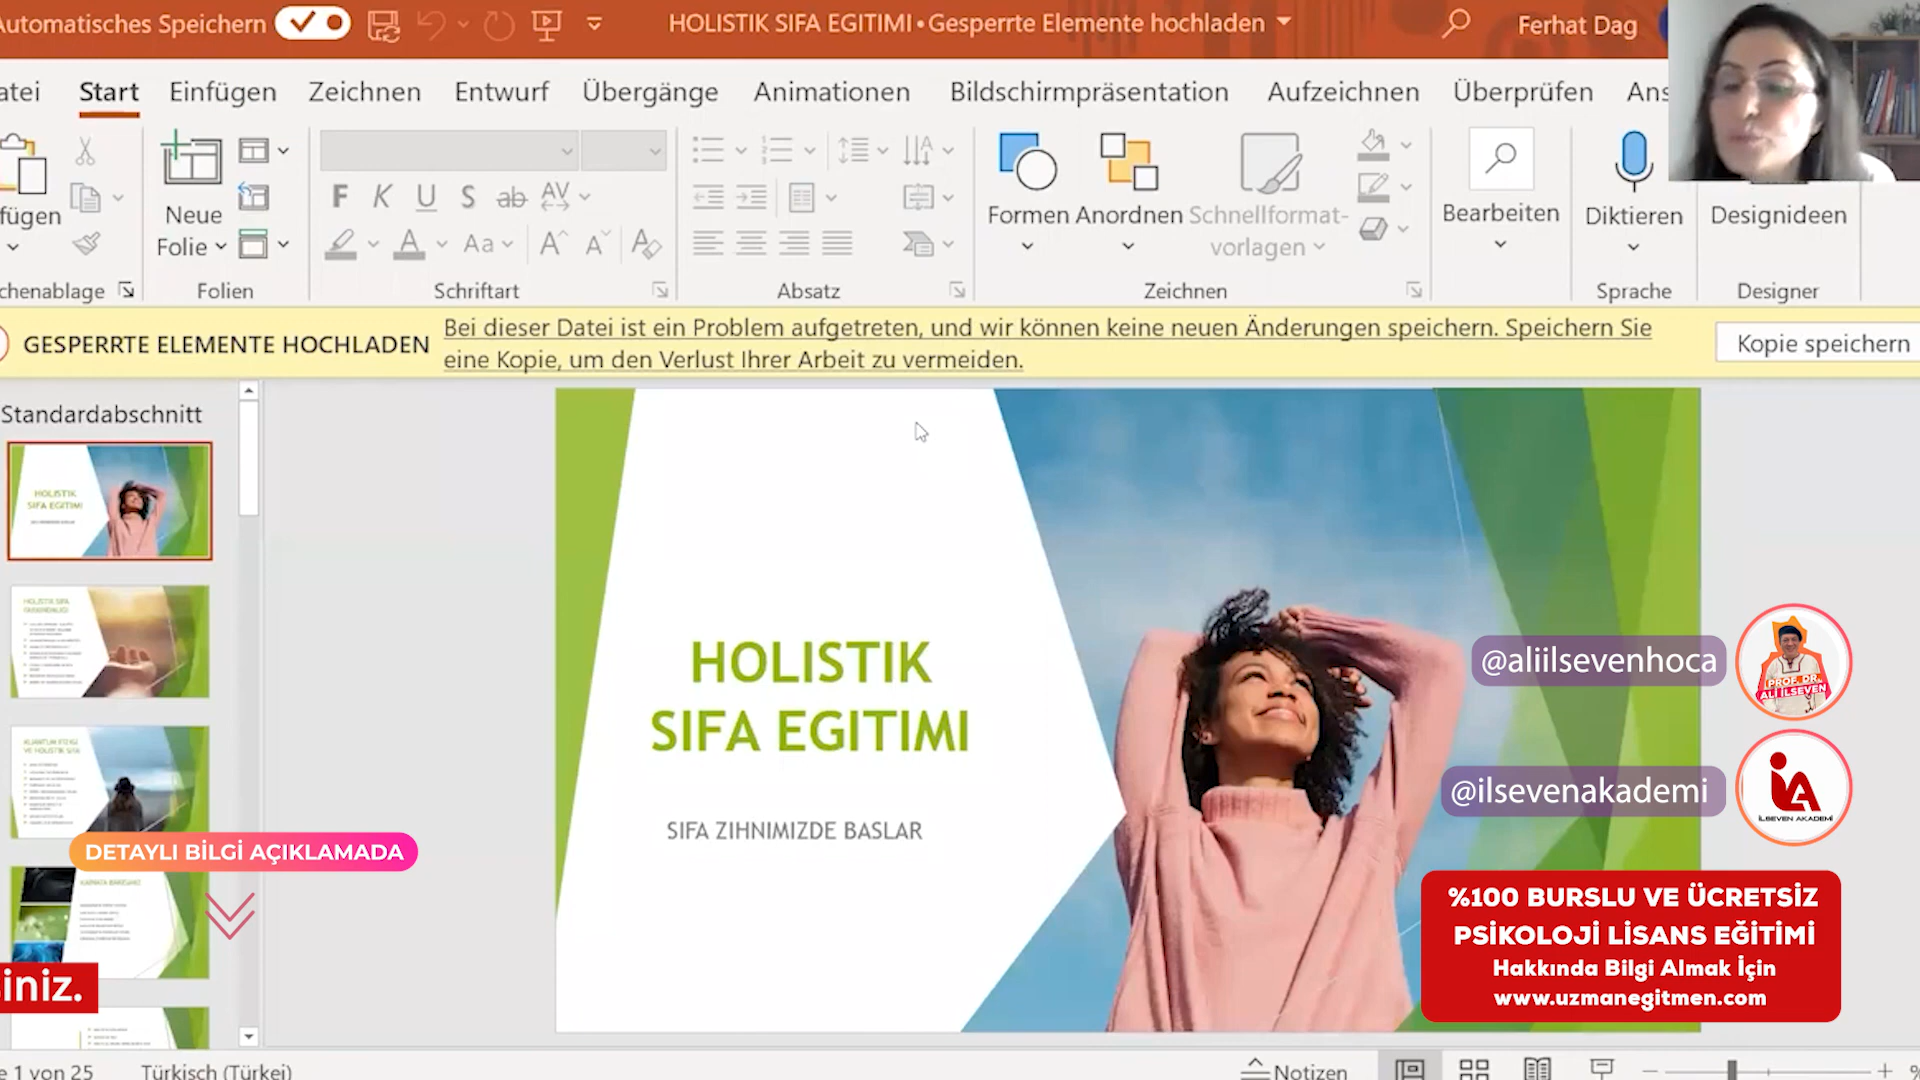 Automatisches Speichern
HOLISTIK SIFA EGITIMI • Gesperrte Elemente hochladen
Ferhat Dag
atei
Start
Einfügen
Zeichnen
Entwurf
Übergänge
Animationen
Bildschirmpräsentation
Aufzeichnen
Überprüfen
Ans
fügen
Neue
Folie
F K U S ab AV
A Aa A A A
Formen
Anordnen
Schnellformat-
vorlagen
Bearbeiten
Diktieren
Designideen
chenablage
Folien
Schriftart
Absatz
Zeichnen
Sprache
Designer
GESPERRTE ELEMENTE HOCHLADEN
Bei dieser Datei ist ein Problem aufgetreten, und wir können keine neuen Änderungen speichern. Speichern Sie
eine Kopie, um den Verlust Ihrer Arbeit zu vermeiden.
Kopie speichern
Standardabschnitt
HOLISTIK
SIFA EGITIMI
HOLISTIK
SIFA EGITIMI
SIFA ZIHNIMIZDE BASLAR
@aliilsevenhoca
PROF. DR.
ALİ İLSEVEN
@ilsevenakademi
İLSEVEN AKADEMİ
DETAYLI BİLGİ AÇIKLAMADA
%100 BURSLU VE ÜCRETSİZ
PSİKOLOJİ LİSANS EĞİTİMİ
Hakkında Bilgi Almak İçin
www.uzmanegitmen.com
iniz.
e 1 von 25
Türkisch (Türkei)
Notizen